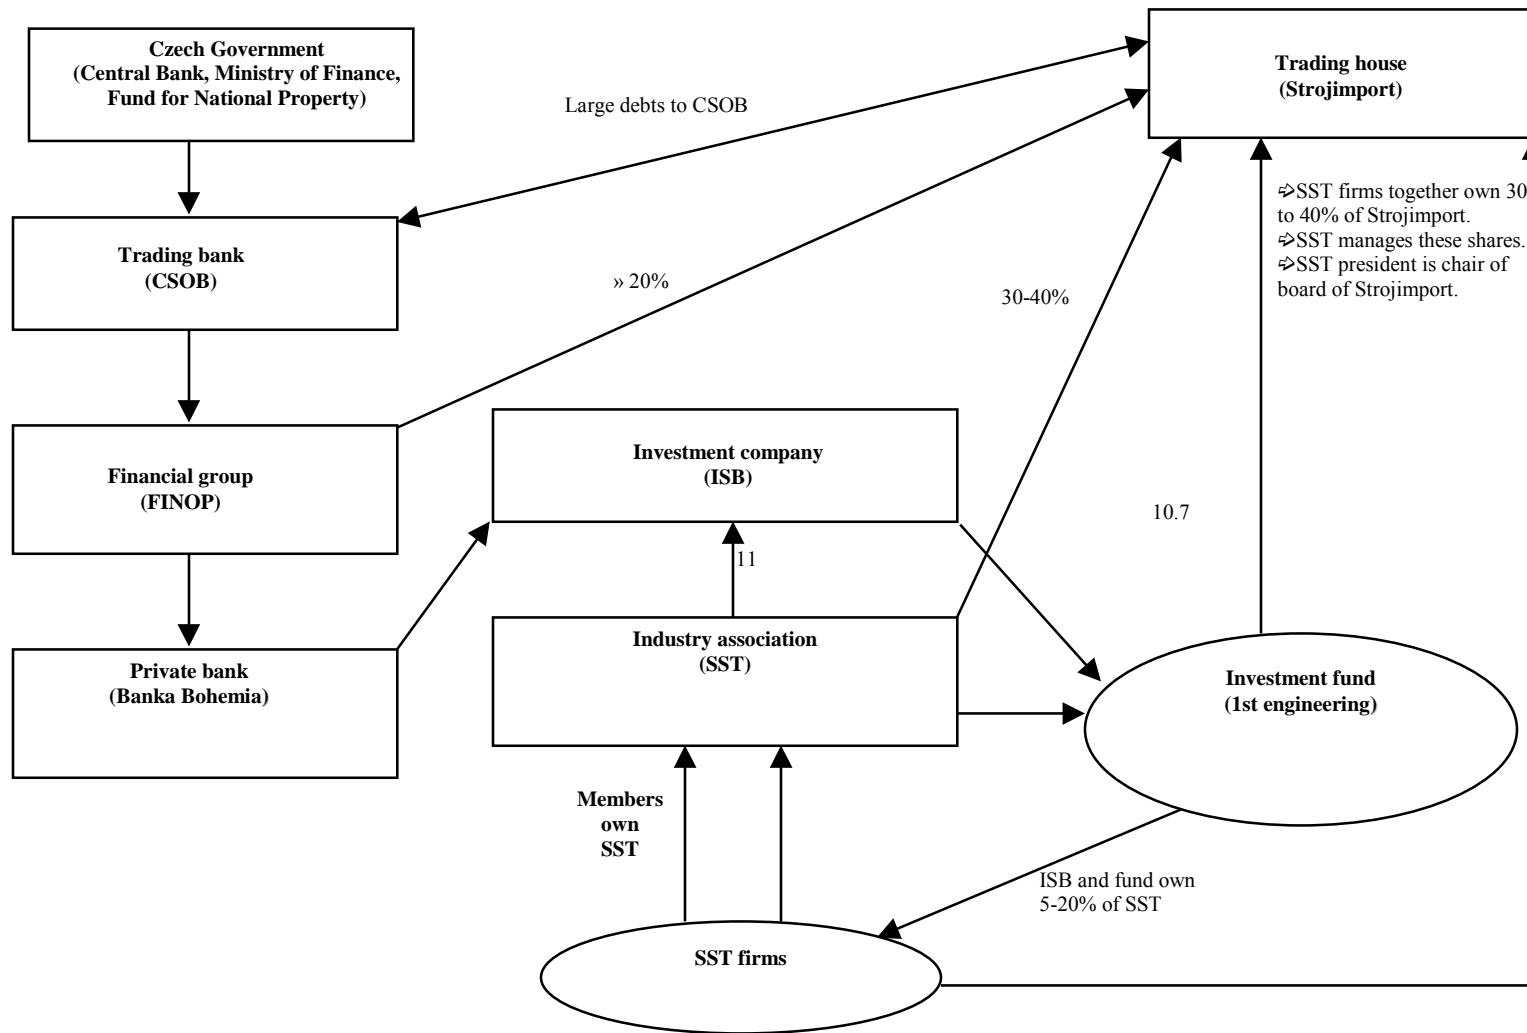 Czech Government
(Central Bank, Ministry of Finance,
Fund for National Property)
Trading house
(Strojimport)
Large debts to CSOB
➩SST firms together own 30
to 40% of Strojimport.
➩SST manages these shares.
➩SST president is chair of
board of Strojimport.
Trading bank
(CSOB)
» 20%
30-40%
Financial group
(FINOP)
Investment company
(ISB)
10.7
11
Industry association
(SST)
Private bank
(Banka Bohemia)
Investment fund
(1st engineering)
Members
own
SST
ISB and fund own
5-20% of SST
SST firms